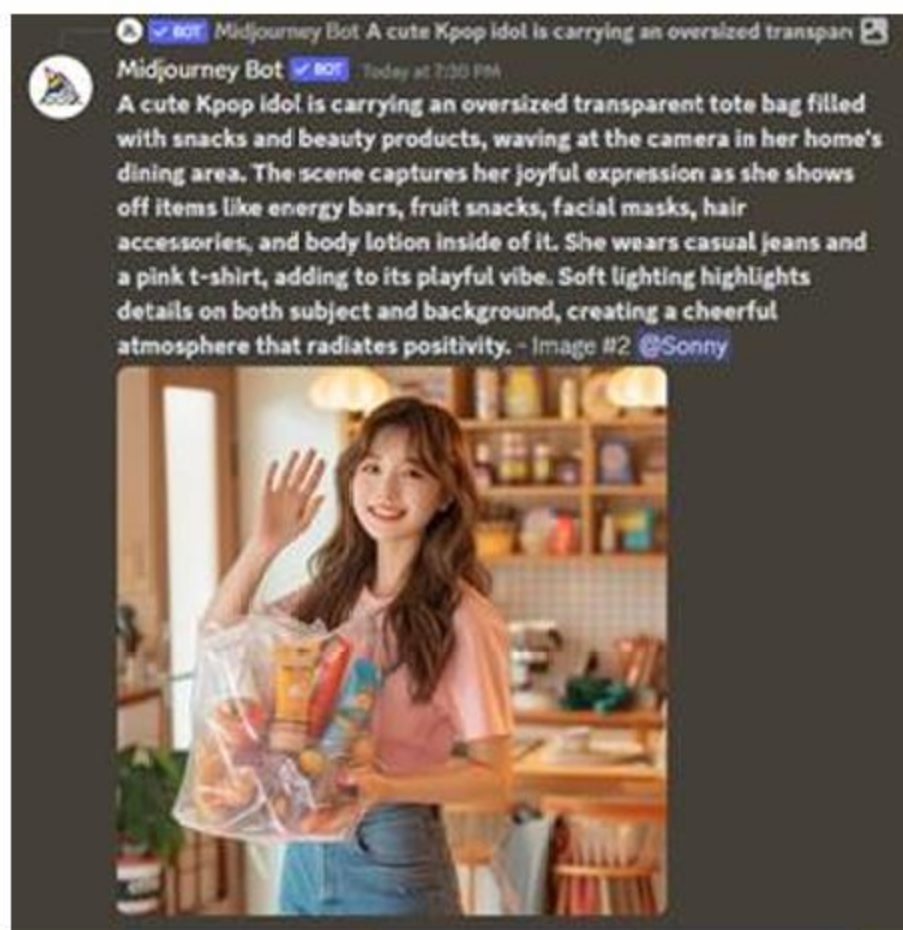 BOT Midjourney Bot A cute Kpop idol is carrying an oversized transpar
Midjourney Bot BOT Today at 7:30 PM
A cute Kpop idol is carrying an oversized transparent tote bag filled
with snacks and beauty products, waving at the camera in her home's
dining area. The scene captures her joyful expression as she shows
off items like energy bars, fruit snacks, facial masks, hair
accessories, and body lotion inside of it. She wears casual jeans and
a pink t-shirt, adding to its playful vibe. Soft lighting highlights
details on both subject and background, creating a cheerful
atmosphere that radiates positivity. - Image #2 @Sonny